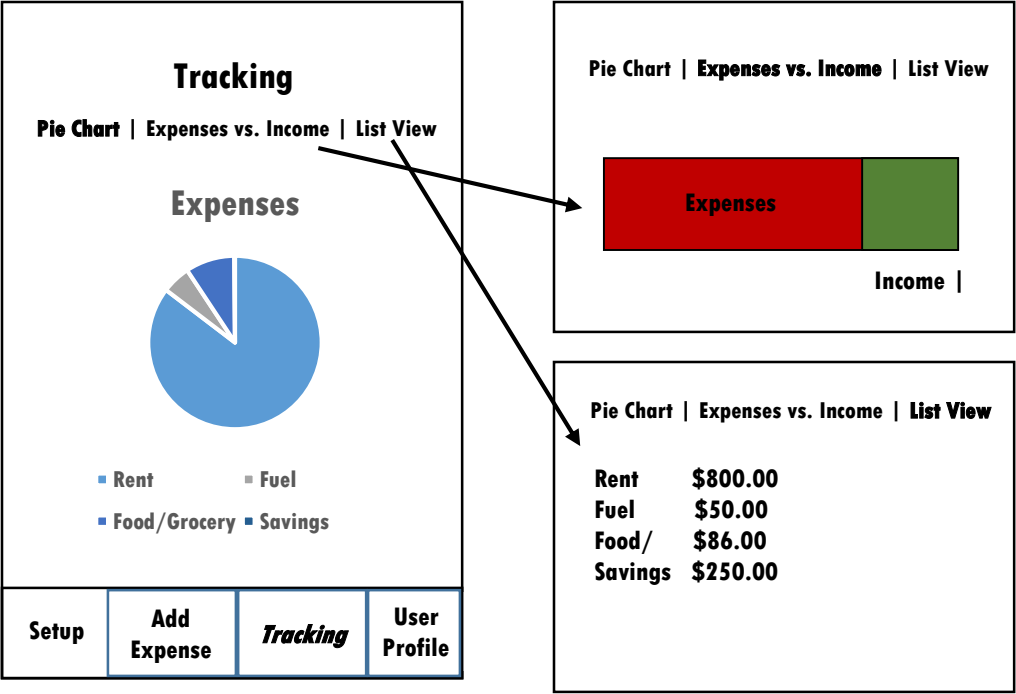 Tracking
Pie Chart | Expenses vs. Income | List View
Expenses
Rent Fuel
Food/Grocery Savings
Setup
Add
Expense
Tracking
User
Profile
Pie Chart | Expenses vs. Income | List View
Expenses
Income |
Pie Chart | Expenses vs. Income | List View
Rent $800.00
Fuel $50.00
Food/ $86.00
Savings $250.00